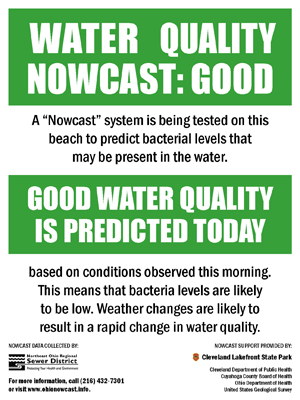 WATER QUALITY
NOWCAST: GOOD
A “Nowcast” system is being tested on this
beach to predict bacterial levels that
may be present in the water.
GOOD WATER QUALITY
IS PREDICTED TODAY
based on conditions observed this morning.
This means that bacteria levels are likely
to be low. Weather changes are likely to
result in a rapid change in water quality.
NOWCAST DATA COLLECTED BY:
Northeast Ohio Regional
Sewer District
Protecting Your Health and Environment
For more information, call (216) 432-7301
or visit www.ohionowcast.info.
NOWCAST SUPPORT PROVIDED BY:
Cleveland Lakefront State Park
Cleveland Department of Public Health
Cuyahoga County Board of Health
Ohio Department of Health
United States Geological Survey